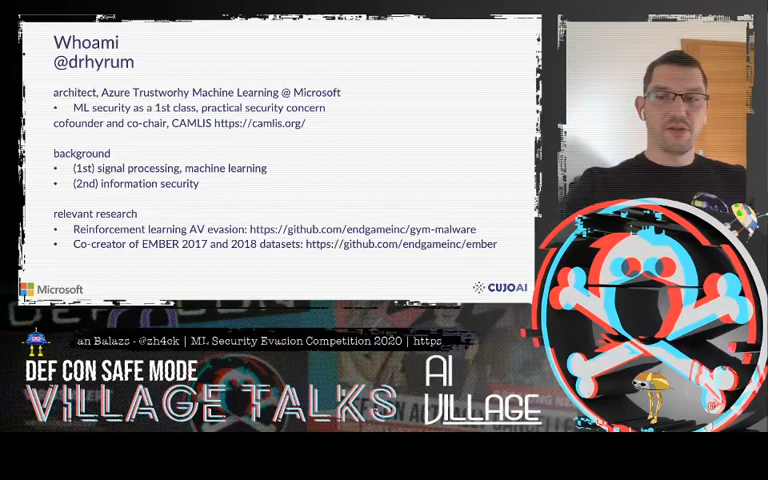 Whoami
@drhyrum
architect, Azure Trustworhy Machine Learning @ Microsoft
• ML security as a 1st class, practical security concern
cofounder and co-chair, CAMLIS https://camlis.org/
background
• (1st) signal processing, machine learning
• (2nd) information security
relevant research
• Reinforcement learning AV evasion: https://github.com/endgameinc/gym-malware
• Co-creator of EMBER 2017 and 2018 datasets: https://github.com/endgameinc/ember
Microsoft
CUJOAI
an Balazs - @zh4ck | ML Security Evasion Competition 2020 | https
DEF CON SAFE MODE
VILLAGE TALKS
AI
VILLAGE